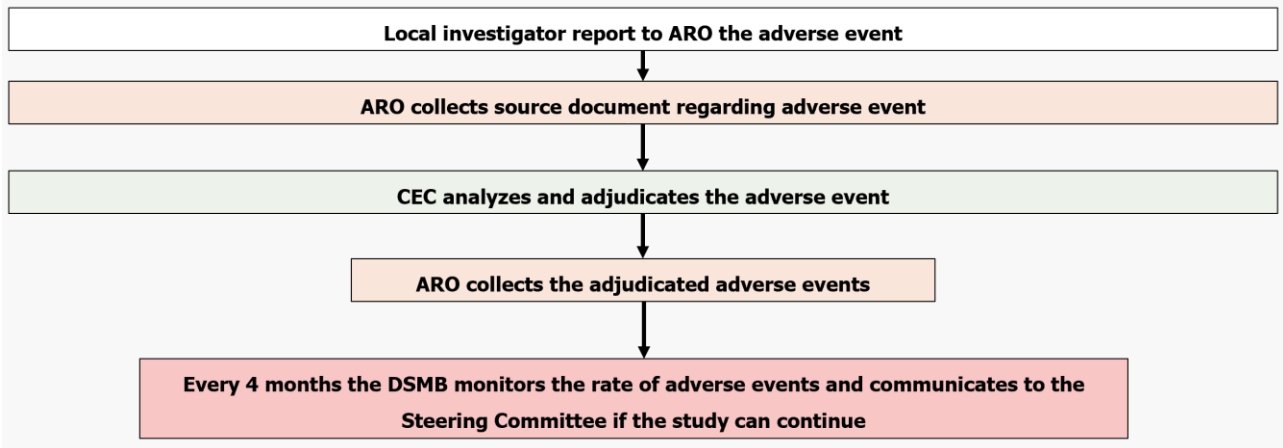 Local investigator report to ARO the adverse event
ARO collects source document regarding adverse event
CEC analyzes and adjudicates the adverse event
ARO collects the adjudicated adverse events
Every 4 months the DSMB monitors the rate of adverse events and communicates to the
Steering Committee if the study can continue